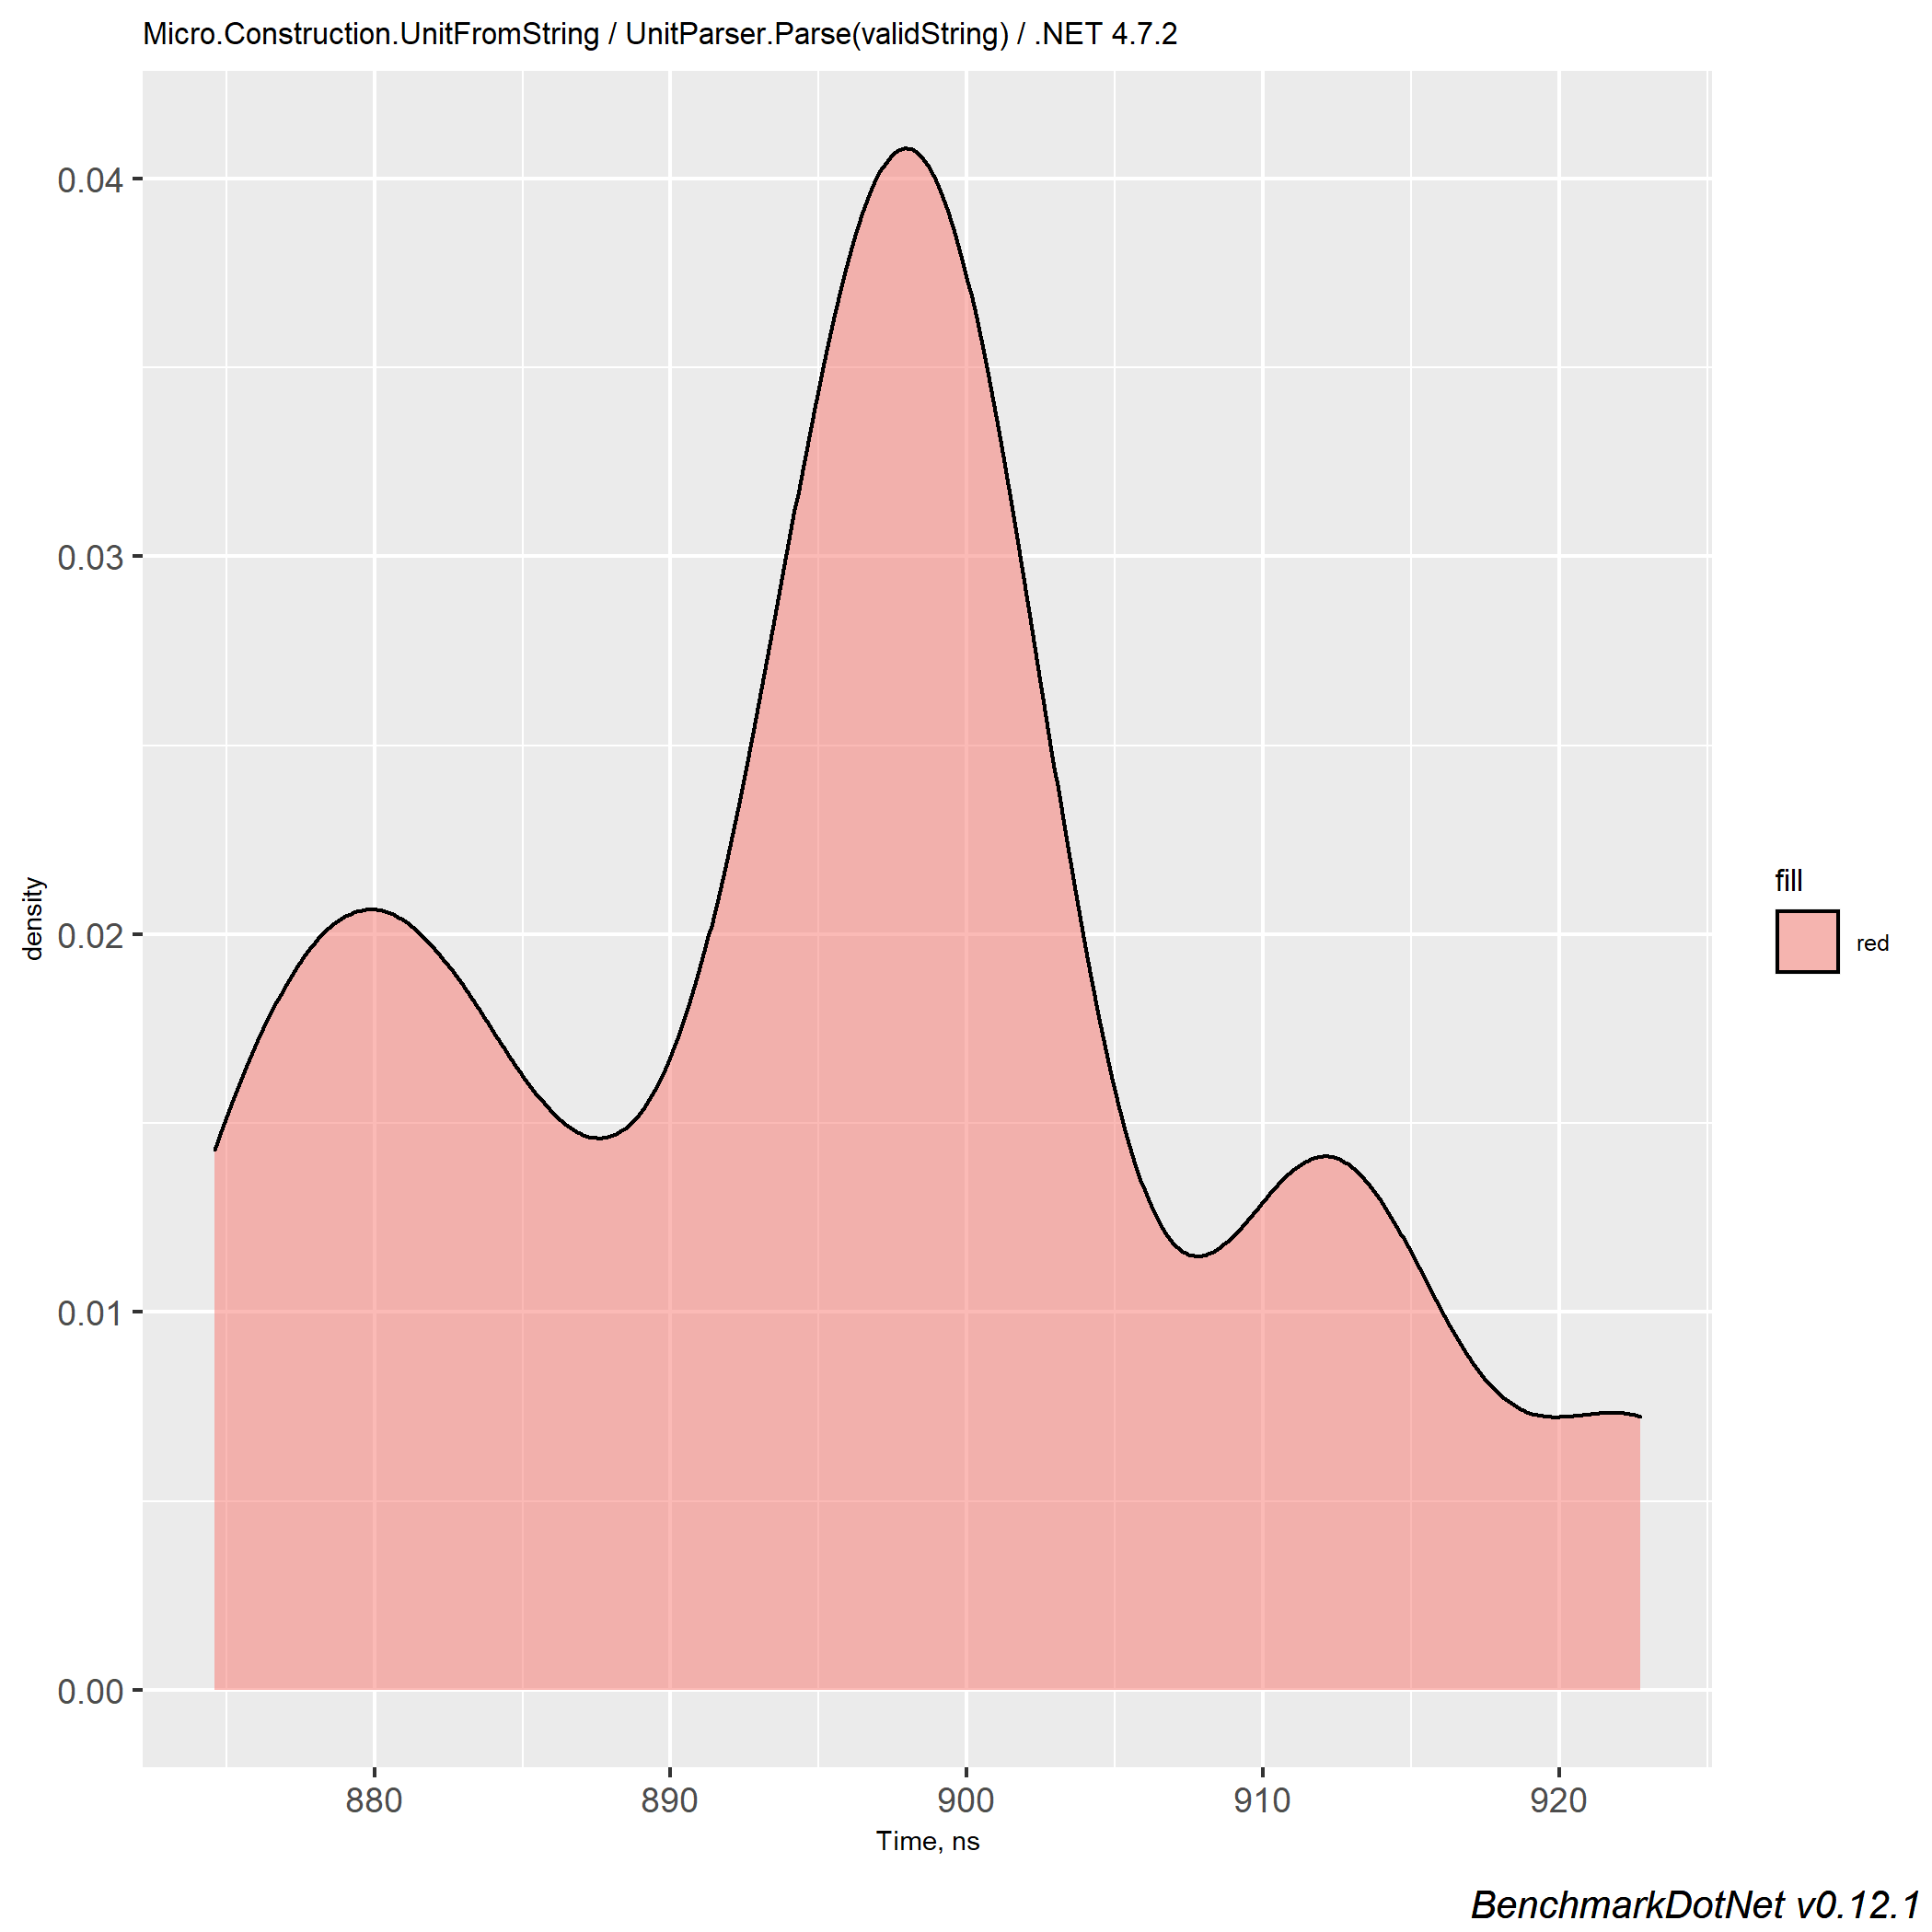 Micro.Construction.UnitFromString / UnitParser.Parse(validString) / .NET 4.7.2
0.04
0.03
0.02
0.01
0.00
density
880 890 900 910 920
Time, ns
fill
red
BenchmarkDotNet v0.12.1